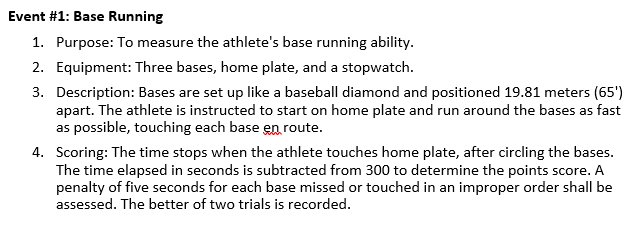 Event #1: Base Running
1. Purpose: To measure the athlete's base running ability.
2. Equipment: Three bases, home plate, and a stopwatch.
3. Description: Bases are set up like a baseball diamond and positioned 19.81 meters (65')
apart. The athlete is instructed to start on home plate and run around the bases as fast
as possible, touching each base en route.
4. Scoring: The time stops when the athlete touches home plate, after circling the bases.
The time elapsed in seconds is subtracted from 300 to determine the points score. A
penalty of five seconds for each base missed or touched in an improper order shall be
assessed. The better of two trials is recorded.